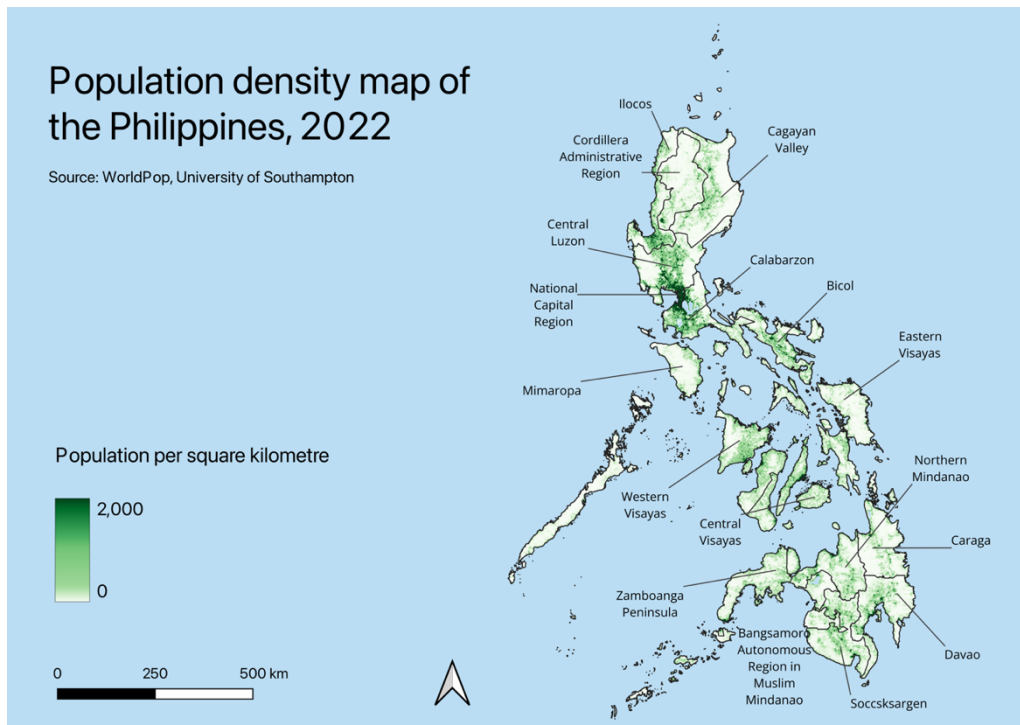 Population density map of
the Philippines, 2022
Source: WorldPop, University of Southampton
Ilocos
Cordillera
Administrative
Region
Cagayan
Valley
Central
Luzon
Calabarzon
National
Capital
Region
Bicol
Eastern
Visayas
Mimaropa
Population per square kilometre
2,000
0
Northern
Mindanao
Western
Visayas
Central
Visayas
Caraga
Zamboanga
Peninsula
Bangsamoro
Autonomous
Region in
Muslim
Mindanao
Davao
Soccsksargen
0
250
500 km